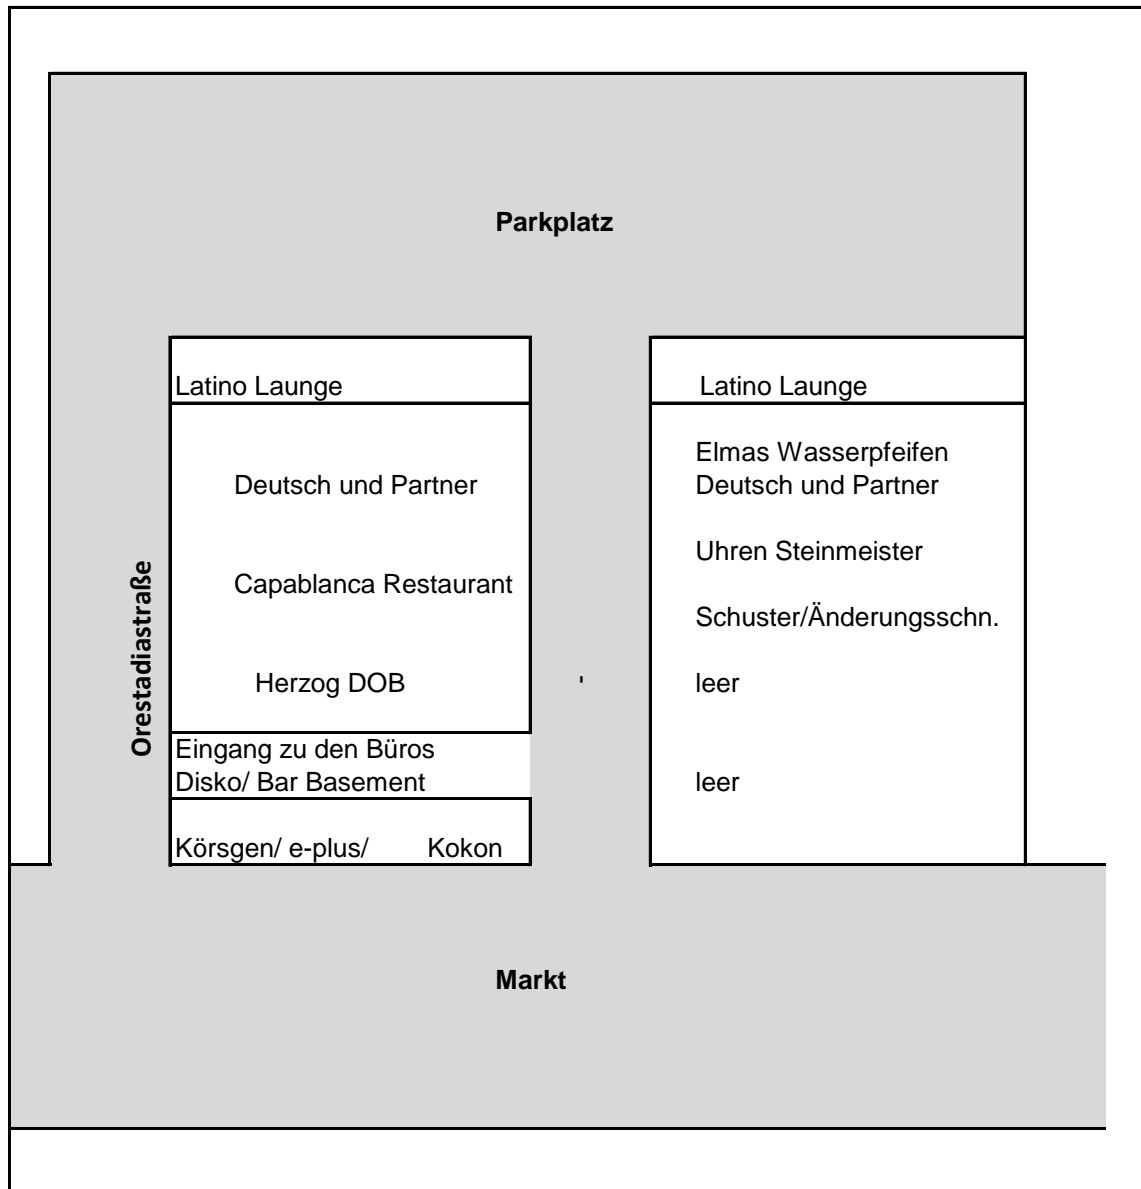 Parkplatz
Latino Launge
Latino Launge
Elmas Wasserpfeifen
Deutsch und Partner
Deutsch und Partner
Uhren Steinmeister
Capablanca Restaurant
Schuster/Änderungsschn.
Orestadiastraße
Herzog DOB
'
leer
Eingang zu den Büros
Disko/ Bar Basement
leer
Körsgen/ e-plus/ Kokon
Markt